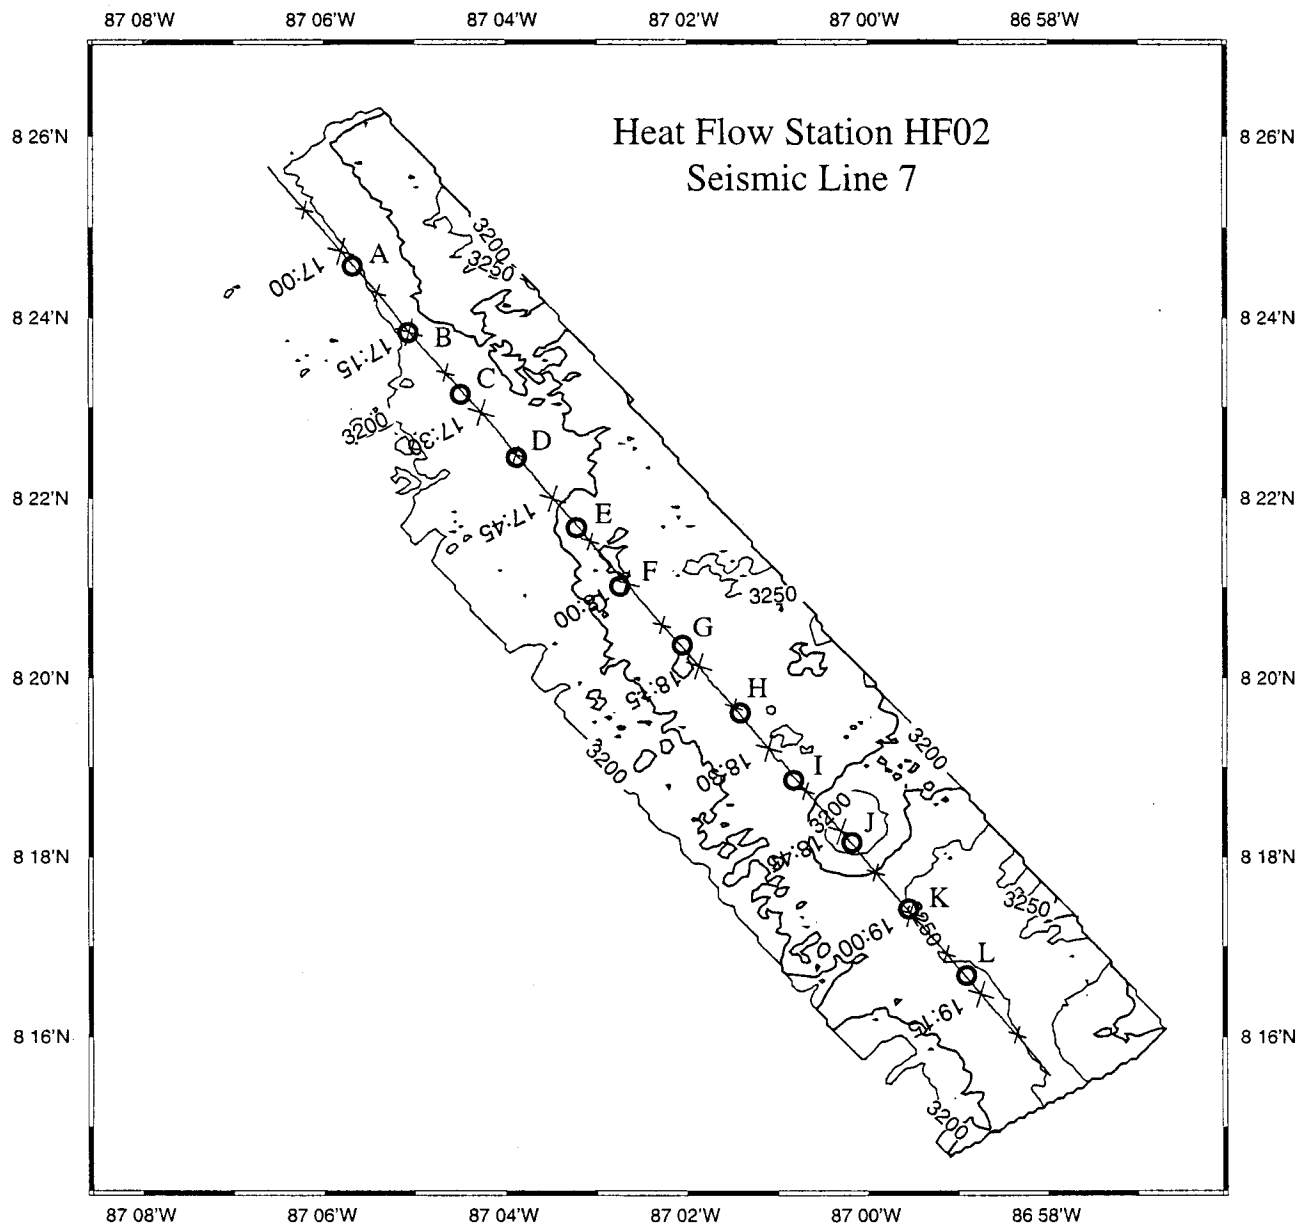 87 08'W 87 06'W 87 04'W 87 02'W 87 00'W 86 58'W
Heat Flow Station HF02
Seismic Line 7
8 26'N 8 26'N
3200
3250
A
17:00
8 24'N 8 24'N
B
17:15
C
3200
17:30
D
8 22'N 8 22'N
E
17:45
F
3250
18:00
G
8 20'N 8 20'N
18:15
H
3200
3200
18:30
I
3200
J
8 18'N 8 18'N
18:45
K
3250
3250
19:00
L
19:15
8 16'N 8 16'N
3200
87 08'W 87 06'W 87 04'W 87 02'W 87 00'W 86 58'W